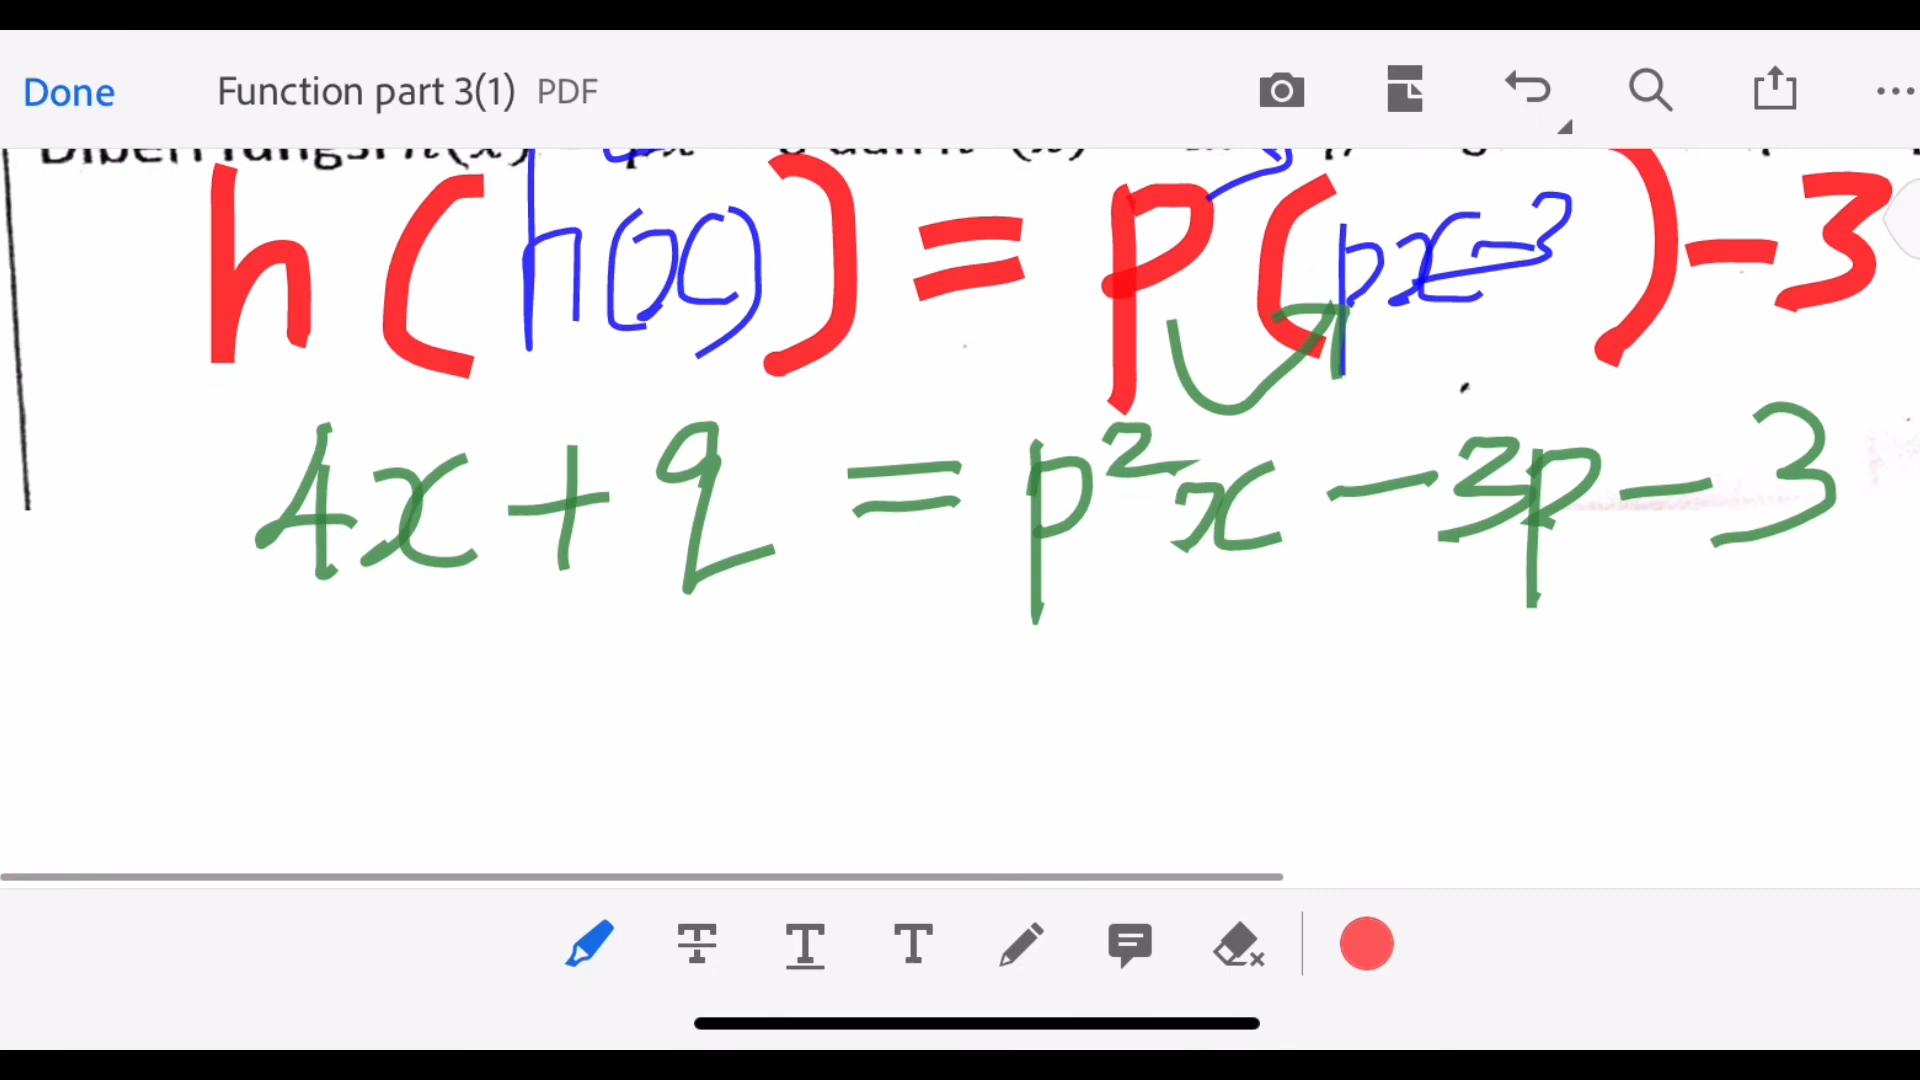 Done Function part 3(1) PDF
h(h(x)) = p(px-3)-3
4x+q = p²x-3p-3